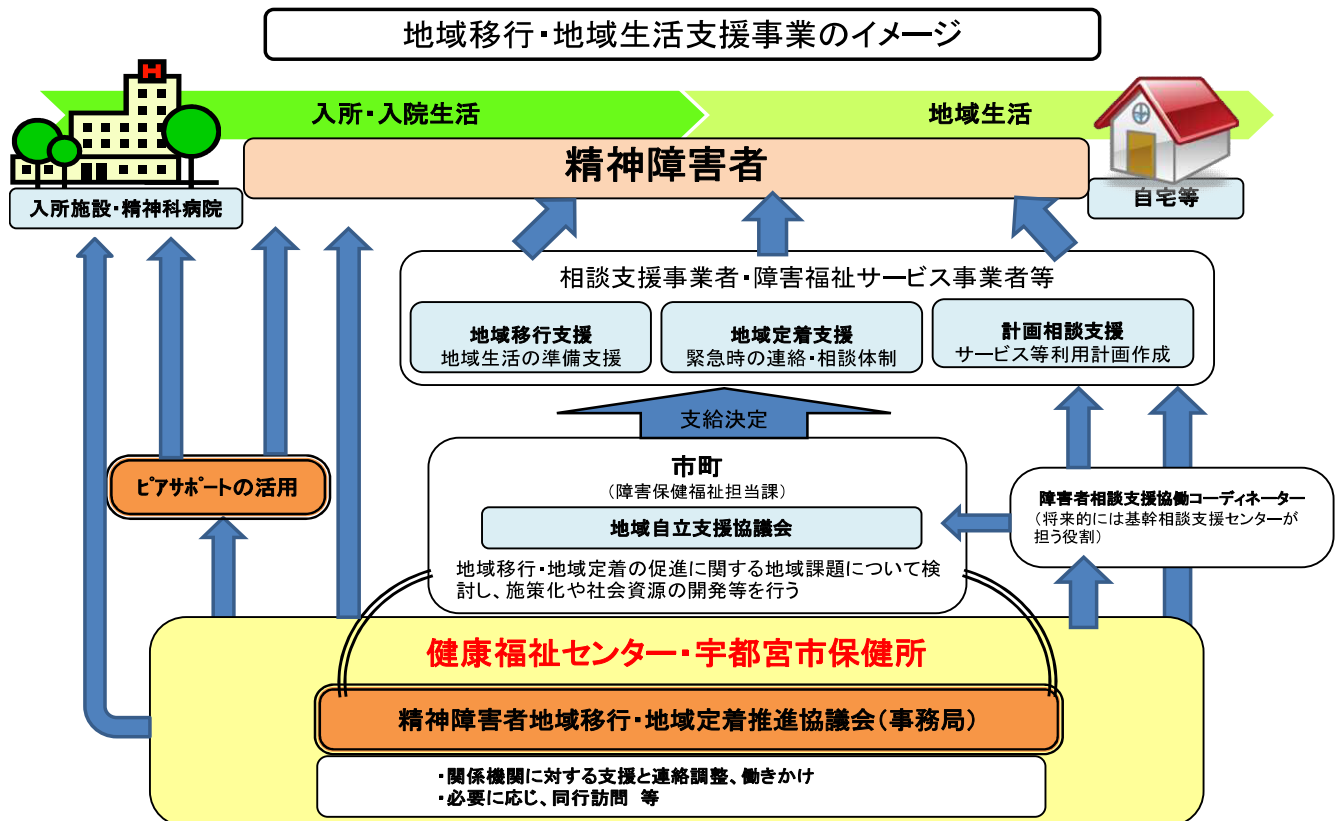 地域移行・地域生活支援事業のイメージ
H
入所・入院生活
地域生活
精神障害者
入所施設・精神科病院
自宅等
相談支援事業者・障害福祉サービス事業者等
地域移行支援
地域生活の準備支援
地域定着支援
緊急時の連絡・相談体制
計画相談支援
サービス等利用計画作成
支給決定
市町
(障害保健福祉担当課)
地域自立支援協議会
地域移行・地域定着の促進に関する地域課題について検
討し、施策化や社会資源の開発等を行う
ﾋﾟｱｻﾎﾟｰﾄの活用
障害者相談支援協働コーディネーター
(将来的には基幹相談支援センターが
担う役割)
健康福祉センター・宇都宮市保健所
精神障害者地域移行・地域定着推進協議会(事務局)
・関係機関に対する支援と連絡調整、働きかけ
・必要に応じ、同行訪問 等